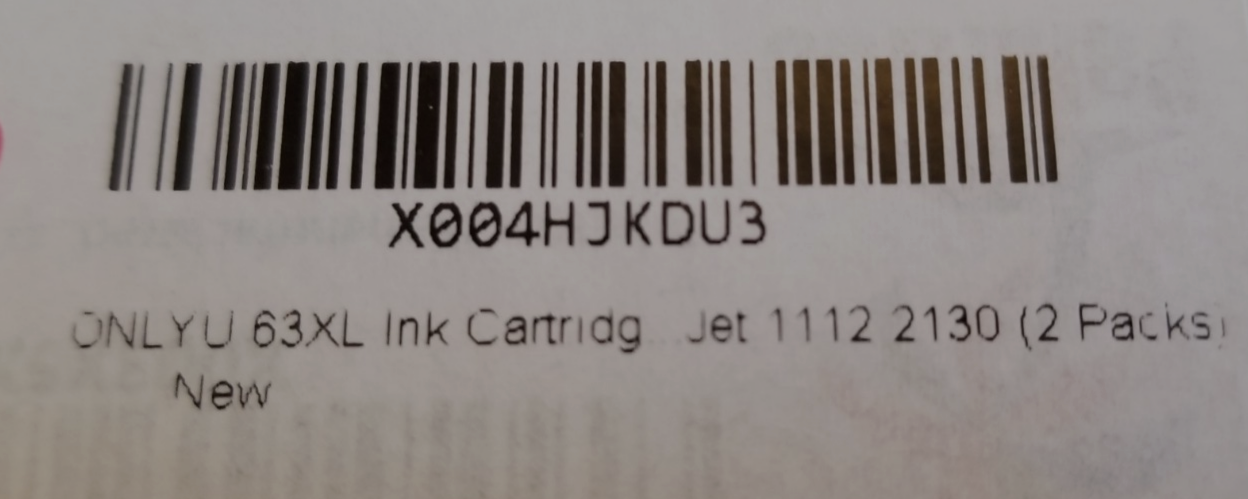 X004HJKDU3
ONLYU 63XL Ink Cartridg...Jet 1112 2130 (2 Packs)
New